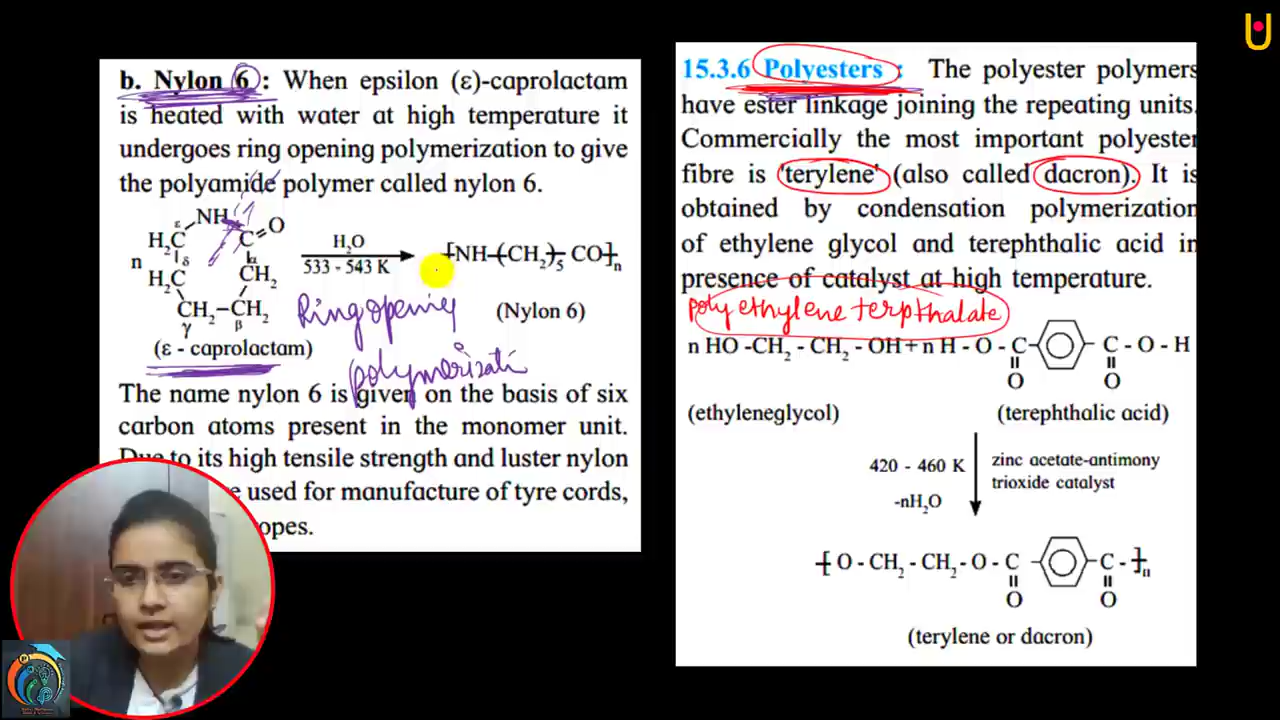 b. Nylon 6 : When epsilon (ε)-caprolactam
is heated with water at high temperature it
undergoes ring opening polymerization to give
the polyamide polymer called nylon 6.
NH
ε
H₂C
C=O
n
δ
α
H₂C
CH₂
CH₂-CH₂
γ
β
(ε - caprolactam)
H₂O
533 - 543 K
[NH-(CH₂)₅ CO]ₙ
(Nylon 6)
Ring opening
polymerizati
The name nylon 6 is given on the basis of six
carbon atoms present in the monomer unit.
Due to its high tensile strength and luster nylon
used for manufacture of tyre cords,
opes.
15.3.6 Polyesters : The polyester polymers
have ester linkage joining the repeating units.
Commercially the most important polyester
fibre is 'terylene' (also called dacron). It is
obtained by condensation polymerization
of ethylene glycol and terephthalic acid in
presence of catalyst at high temperature.
Poly ethylene terpthalate
n HO -CH₂ - CH₂ - OH + n H - O - C C - O - H
O O
(ethyleneglycol) (terephthalic acid)
420 - 460 K
-nH₂O
zinc acetate-antimony
trioxide catalyst
[O - CH₂ - CH₂ - O - C C -]ₙ
O O
(terylene or dacron)